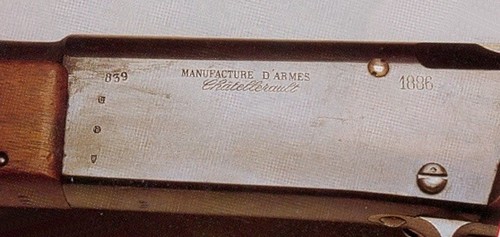 839
MANUFACTURE D'ARMES
Châtellerault
1886